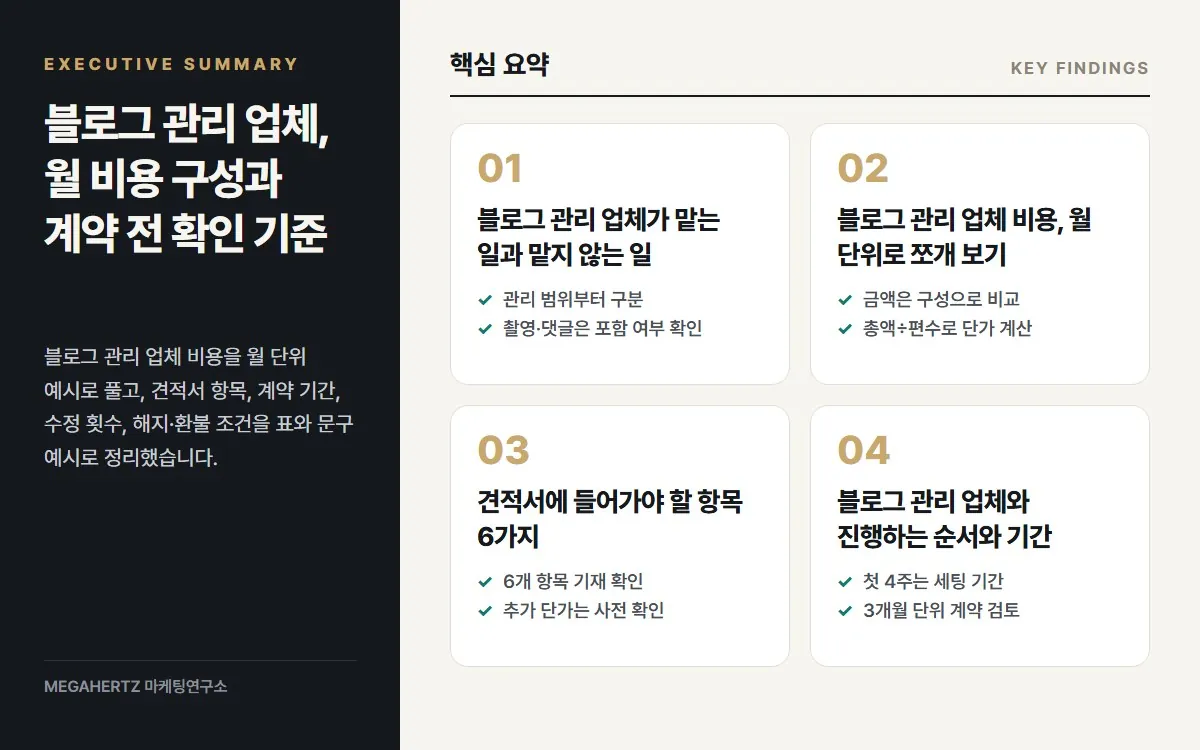 EXECUTIVE SUMMARY
블로그 관리 업체,
월 비용 구성과
계약 전 확인 기준
블로그 관리 업체 비용을 월 단위
예시로 풀고, 견적서 항목, 계약 기간,
수정 횟수, 해지·환불 조건을 표와 문구
예시로 정리했습니다.
MEGAHERTZ 마케팅연구소
핵심 요약
KEY FINDINGS
01
블로그 관리 업체가 맡는
일과 맡지 않는 일
✓ 관리 범위부터 구분
✓ 촬영·댓글은 포함 여부 확인
02
블로그 관리 업체 비용, 월
단위로 쪼개 보기
✓ 금액은 구성으로 비교
✓ 총액÷편수로 단가 계산
03
견적서에 들어가야 할 항목
6가지
✓ 6개 항목 기재 확인
✓ 추가 단가는 사전 확인
04
블로그 관리 업체와
진행하는 순서와 기간
✓ 첫 4주는 세팅 기간
✓ 3개월 단위 계약 검토